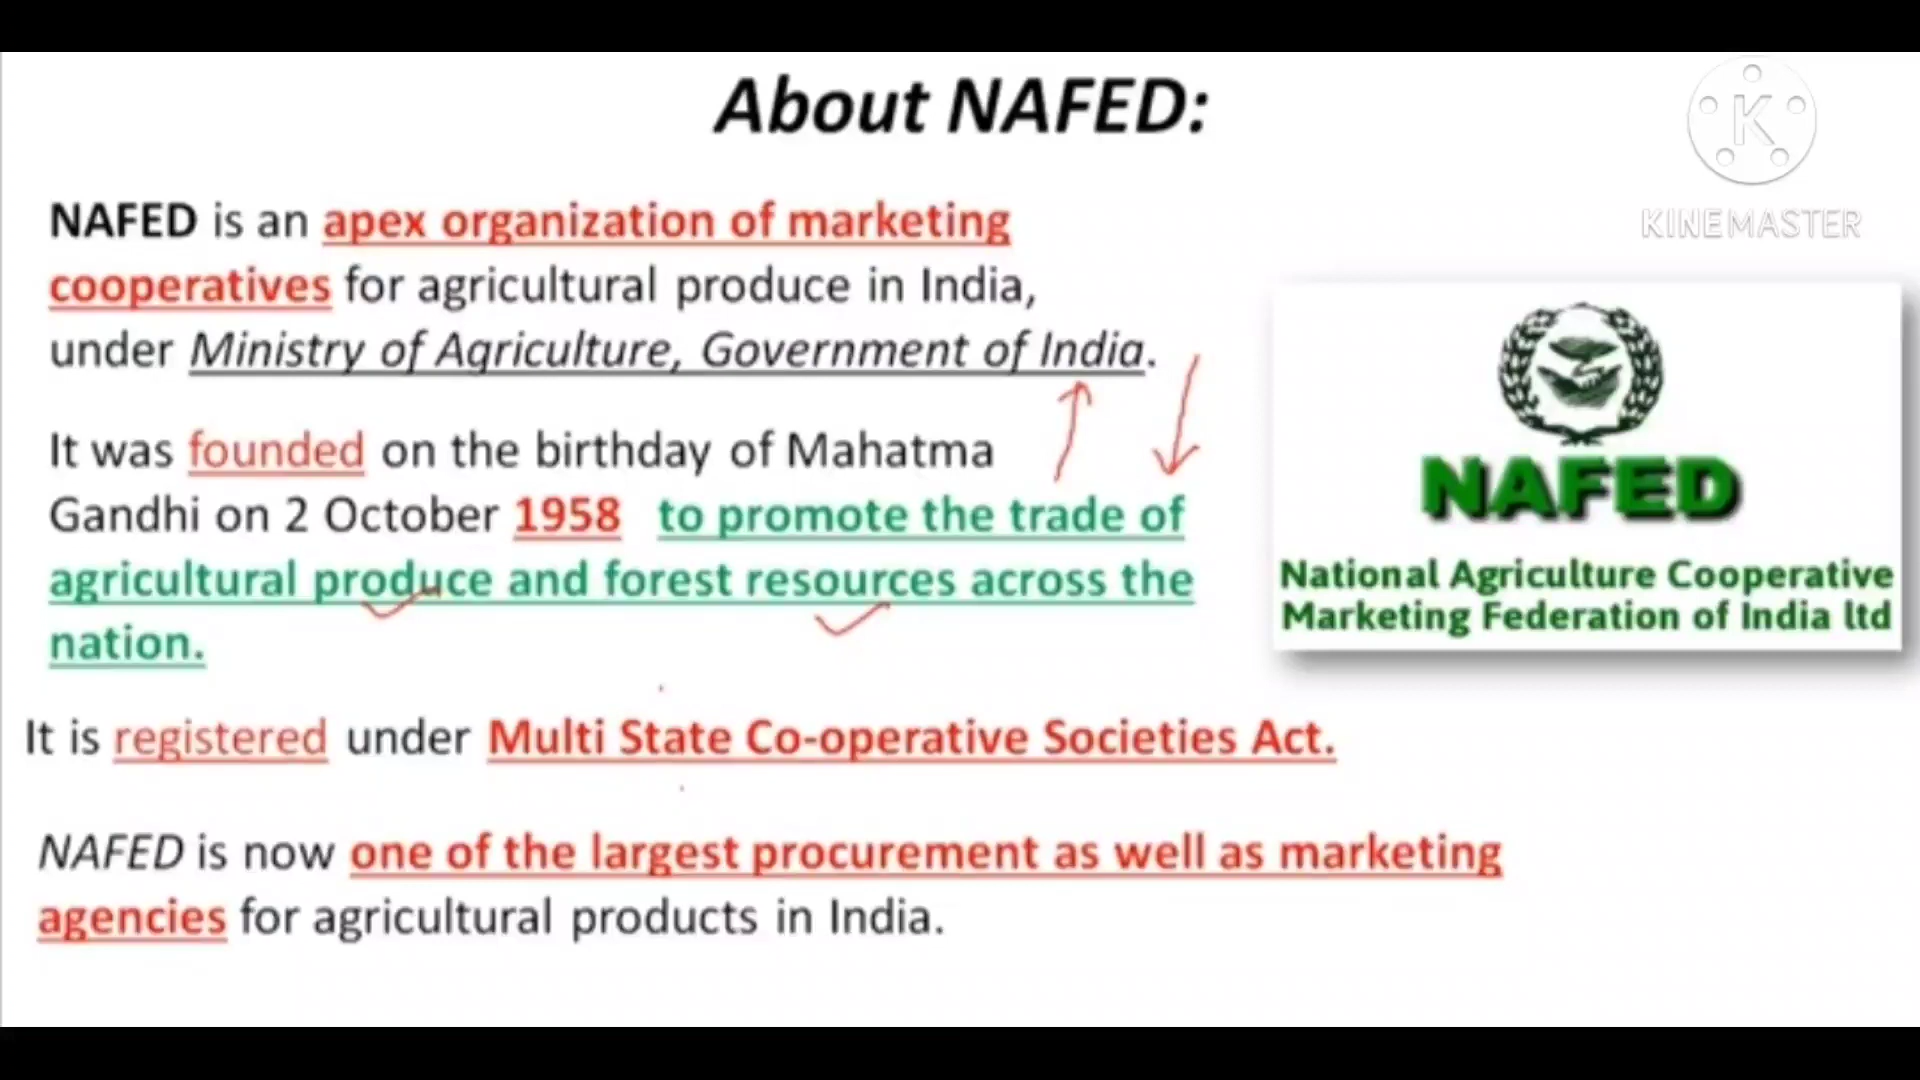 About NAFED:
K
KINEMASTER
NAFED is an apex organization of marketing
cooperatives for agricultural produce in India,
under Ministry of Agriculture, Government of India.
It was founded on the birthday of Mahatma
Gandhi on 2 October 1958 to promote the trade of
agricultural produce and forest resources across the
nation.
NAFED
National Agriculture Cooperative
Marketing Federation of India ltd
It is registered under Multi State Co-operative Societies Act.
NAFED is now one of the largest procurement as well as marketing
agencies for agricultural products in India.